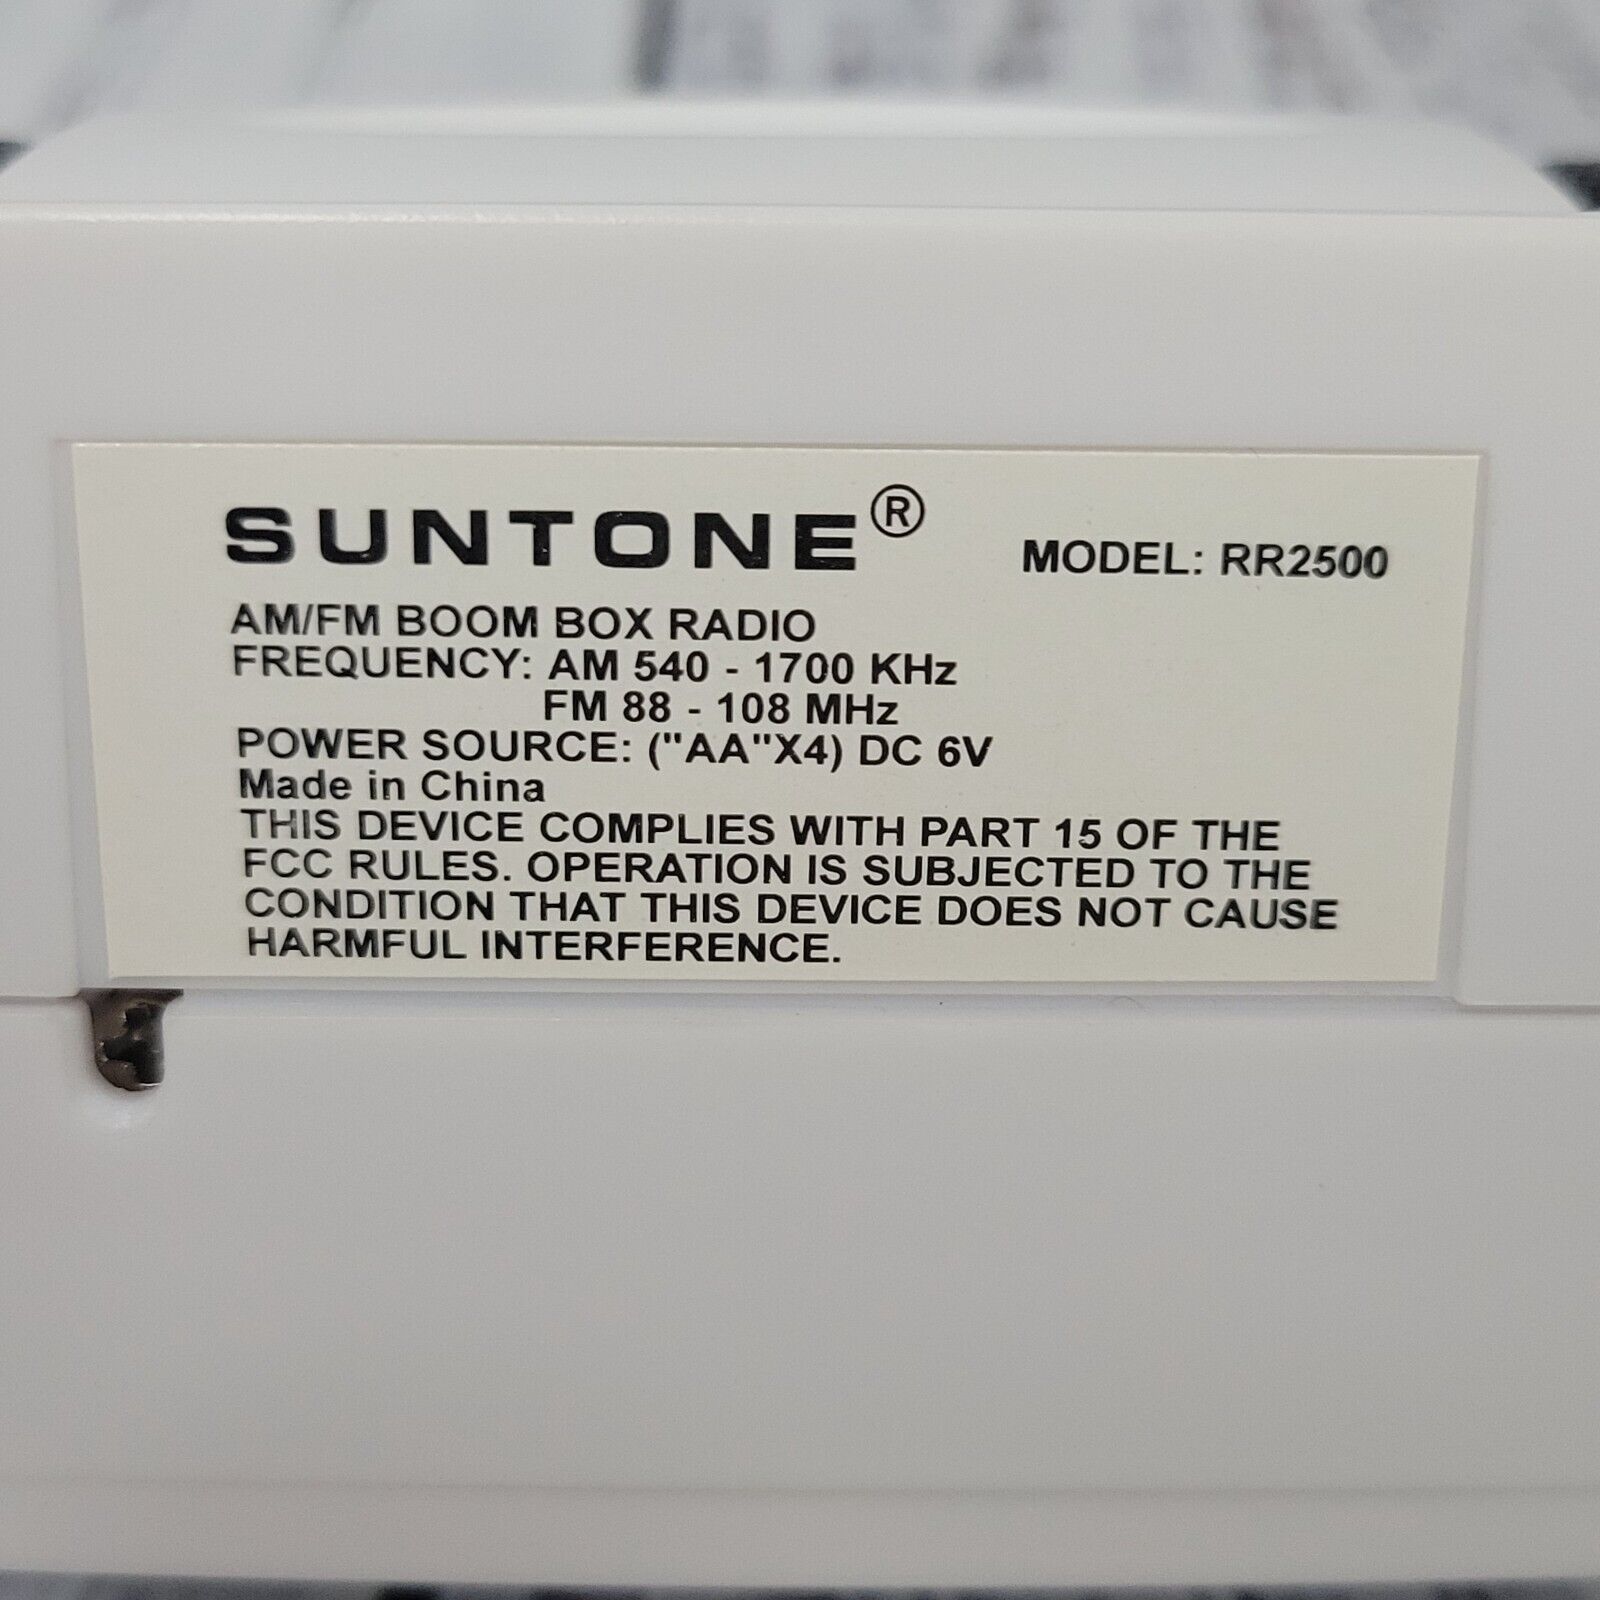 SUNTONE®
MODEL: RR2500
AM/FM BOOM BOX RADIO
FREQUENCY: AM 540 - 1700 KHz
FM 88 - 108 MHz
POWER SOURCE: ("AA"X4) DC 6V
Made in China
THIS DEVICE COMPLIES WITH PART 15 OF THE
FCC RULES. OPERATION IS SUBJECTED TO THE
CONDITION THAT THIS DEVICE DOES NOT CAUSE
HARMFUL INTERFERENCE.